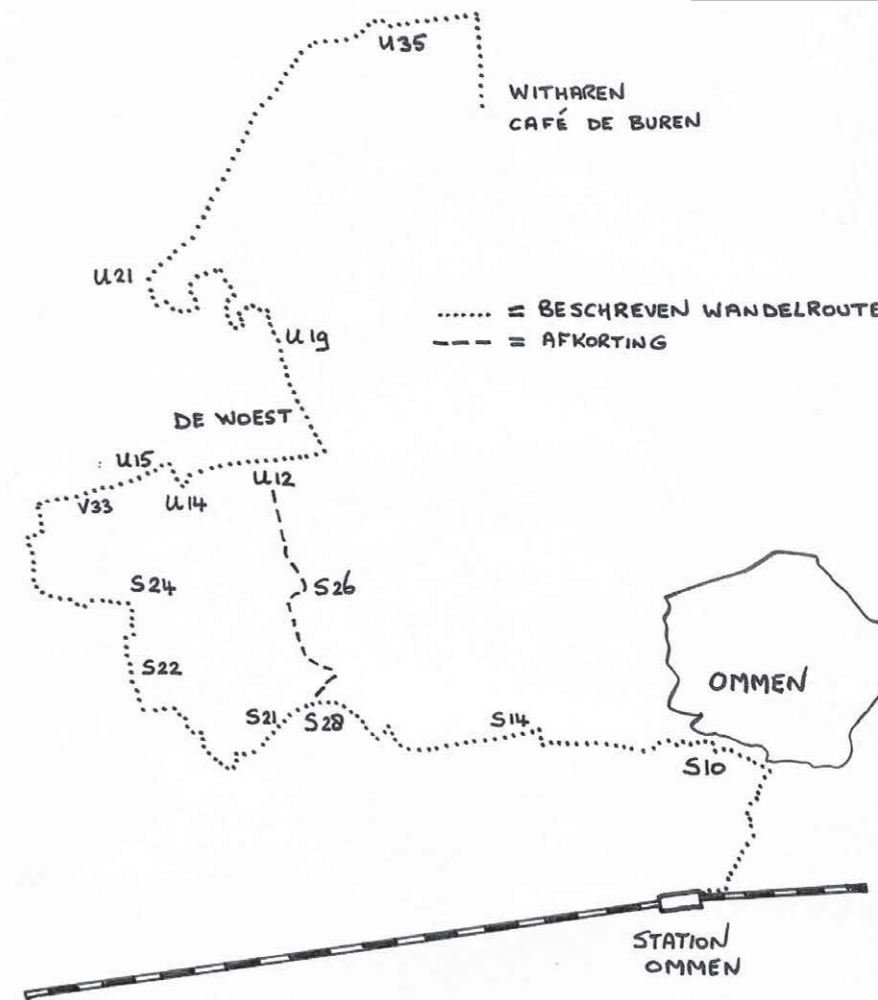 U35
WITHAREN
CAFÉ DE BUREN
U21
...... = BESCHREVEN WANDELROUTE
---- = AFKORTING
U19
DE WOEST
U15
U12
V33
U14
S24
S26
S22
OMMEN
S21
S28
S14
S10
STATION
OMMEN